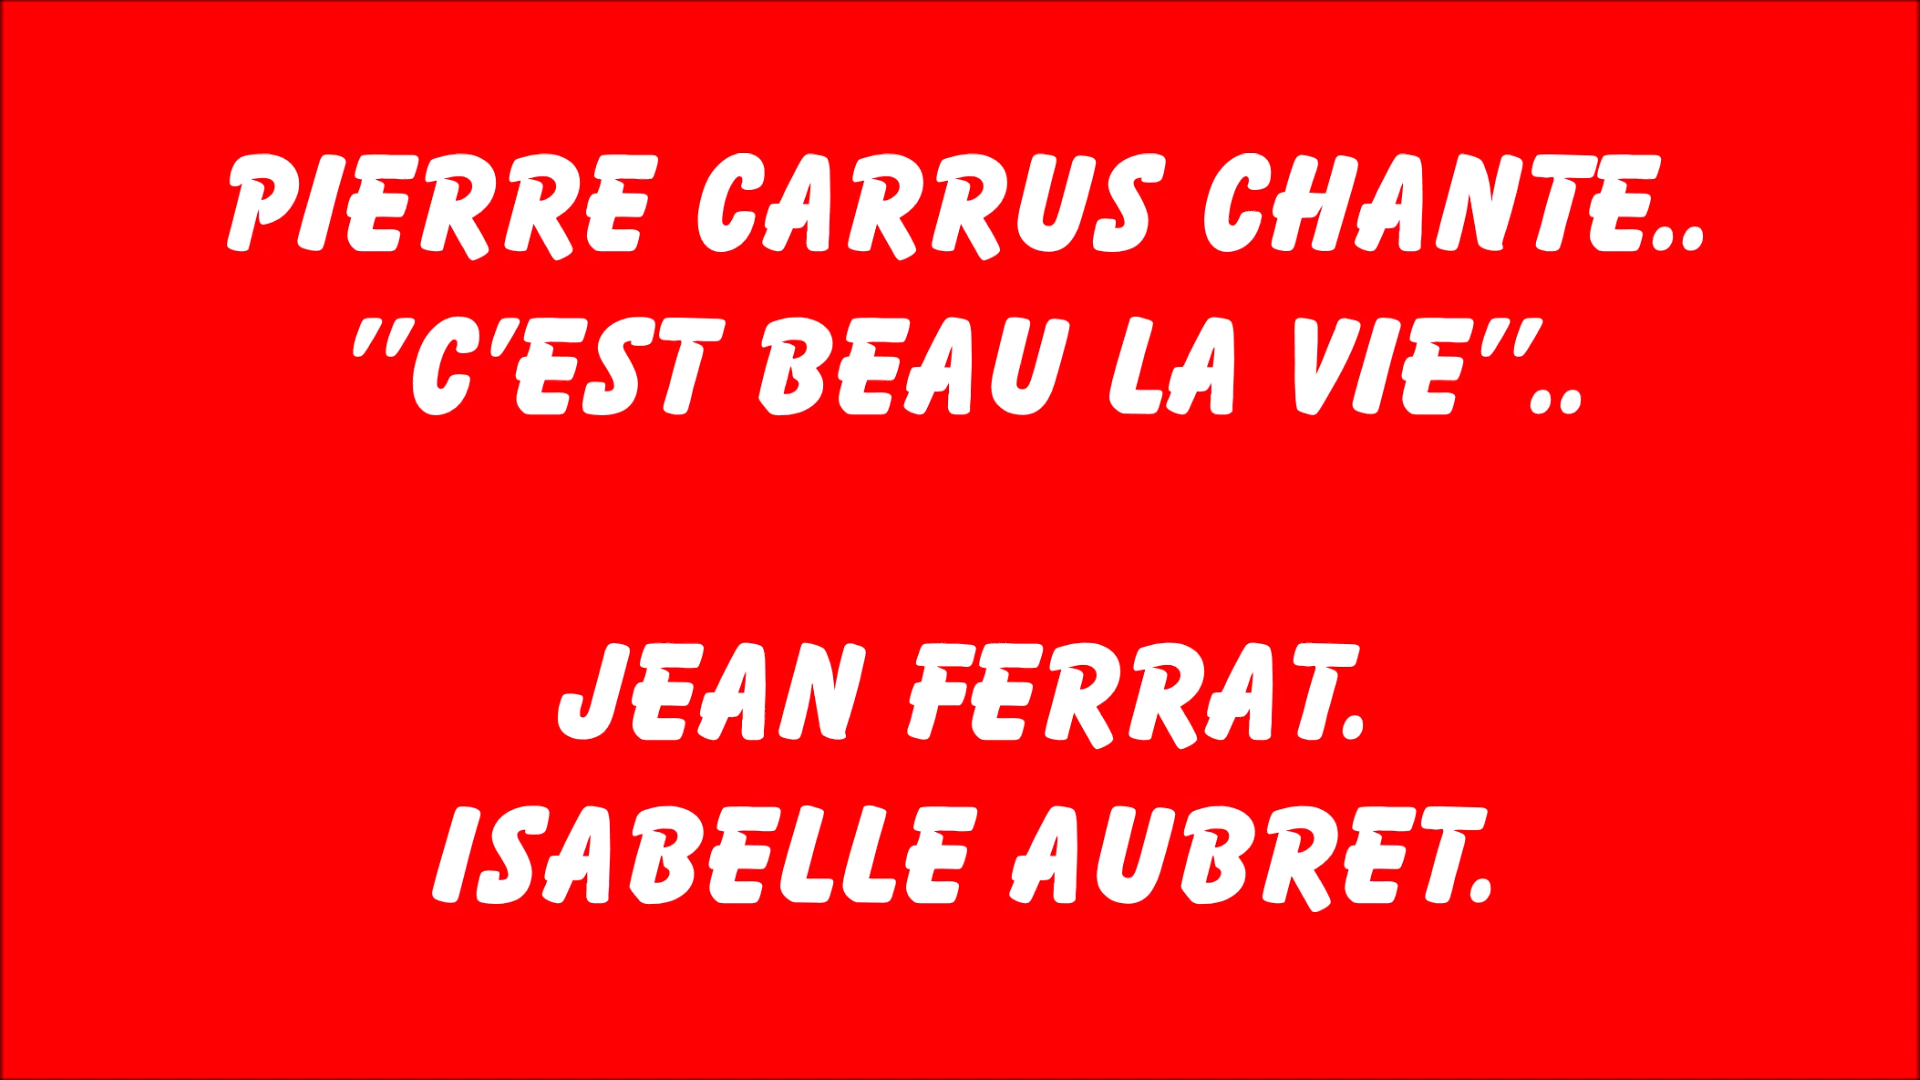 PIERRE CARRUS CHANTE..
"C'EST BEAU LA VIE"..
JEAN FERRAT.
ISABELLE AUBRET.